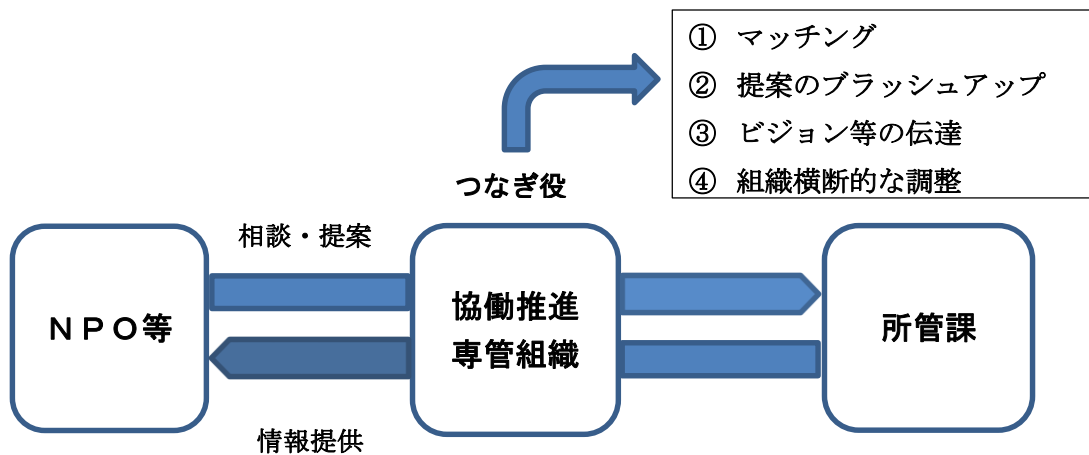 ① マッチング
② 提案のブラッシュアップ
③ ビジョン等の伝達
④ 組織横断的な調整
つなぎ役
相談・提案
ＮＰＯ等
協働推進
専管組織
所管課
情報提供